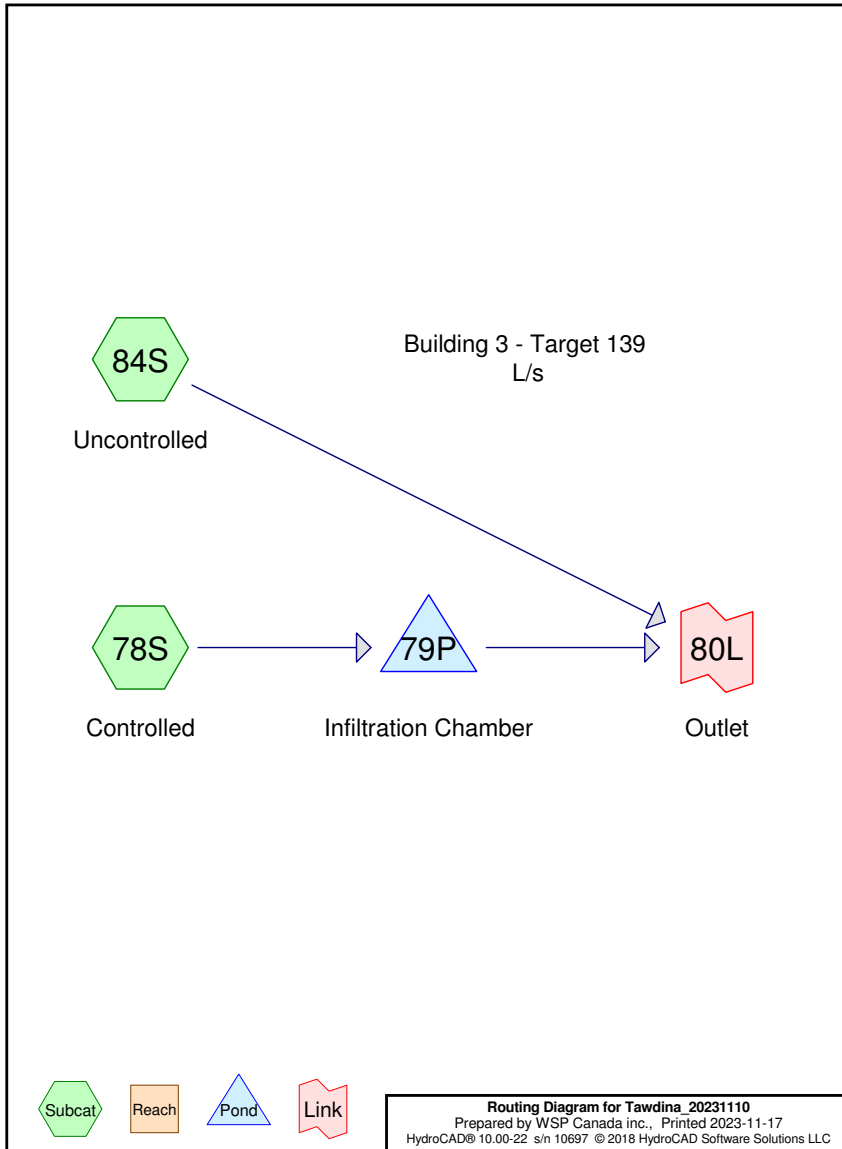 84S
Building 3 - Target 139
L/s
Uncontrolled
78S
79P
80L
Controlled
Infiltration Chamber
Outlet
Subcat
Reach
Pond
Link
Routing Diagram for Tawdina_20231110
Prepared by WSP Canada inc., Printed 2023-11-17
HydroCAD® 10.00-22 s/n 10697 © 2018 HydroCAD Software Solutions LLC